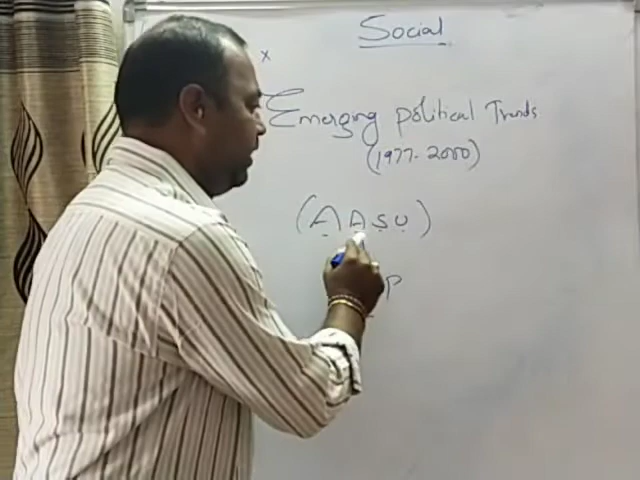 Social
x
Emerging political Trends
(1977-2000)
(AASU)
P